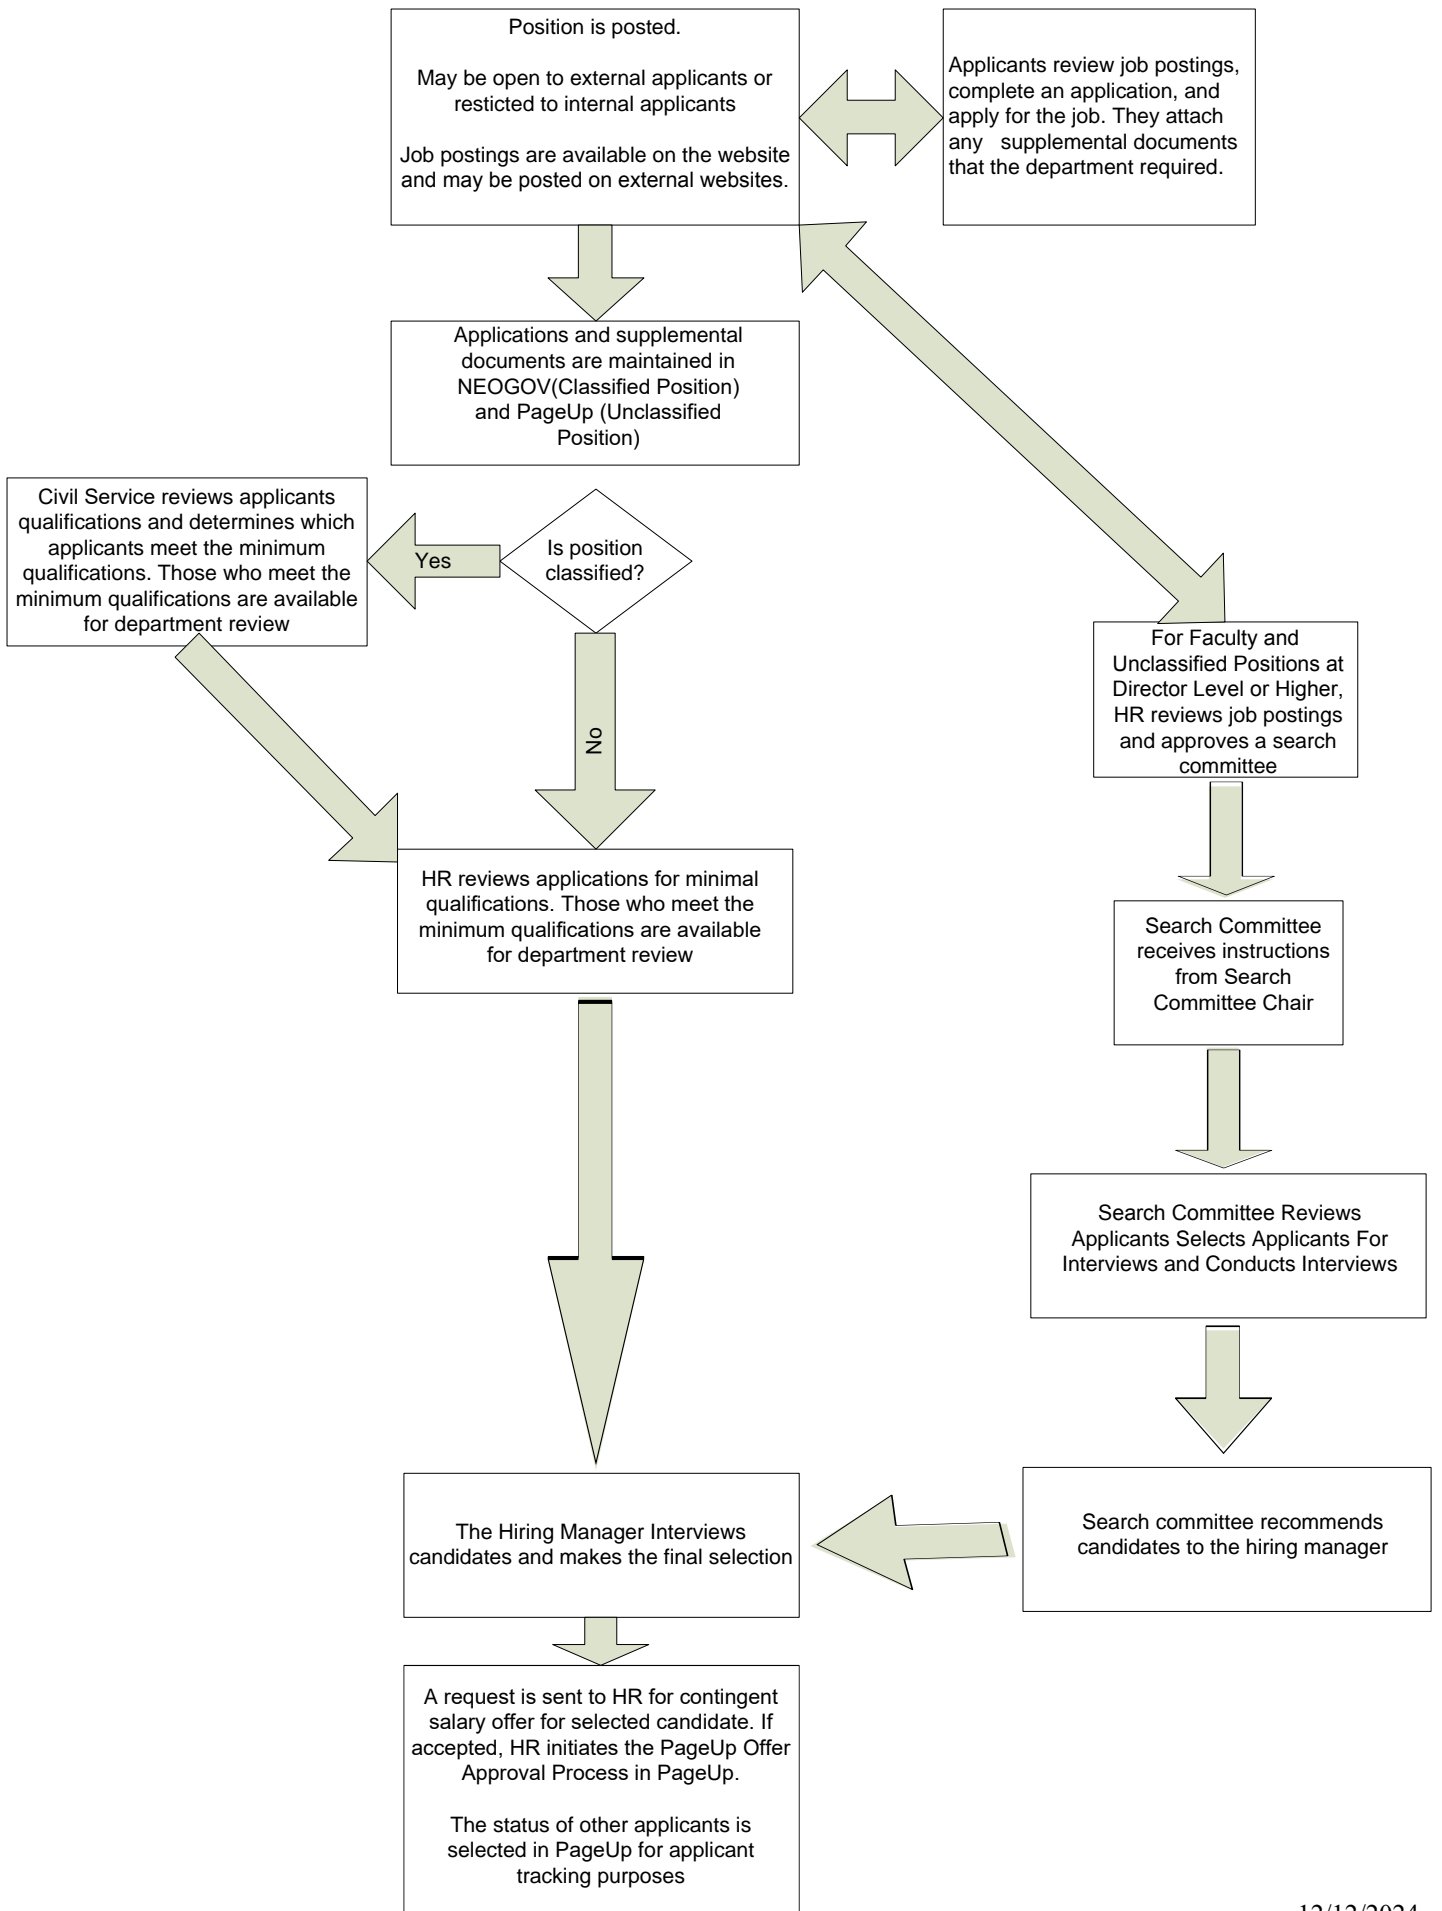 Position is posted.
May be open to external applicants or
resticted to internal applicants
Job postings are available on the website
and may be posted on external websites.
Applicants review job postings,
complete an application, and
apply for the job. They attach
any supplemental documents
that the department required.
Applications and supplemental
documents are maintained in
NEOGOV(Classified Position)
and PageUp (Unclassified
Position)
Civil Service reviews applicants
qualifications and determines which
applicants meet the minimum
qualifications. Those who meet the
minimum qualifications are available
for department review
Yes
Is position
classified?
No
For Faculty and
Unclassified Positions at
Director Level or Higher,
HR reviews job postings
and approves a search
committee
HR reviews applications for minimal
qualifications. Those who meet the
minimum qualifications are available
for department review
Search Committee
receives instructions
from Search
Committee Chair
Search Committee Reviews
Applicants Selects Applicants For
Interviews and Conducts Interviews
The Hiring Manager Interviews
candidates and makes the final selection
Search committee recommends
candidates to the hiring manager
A request is sent to HR for contingent
salary offer for selected candidate. If
accepted, HR initiates the PageUp Offer
Approval Process in PageUp.
The status of other applicants is
selected in PageUp for applicant
tracking purposes
12/12/2024